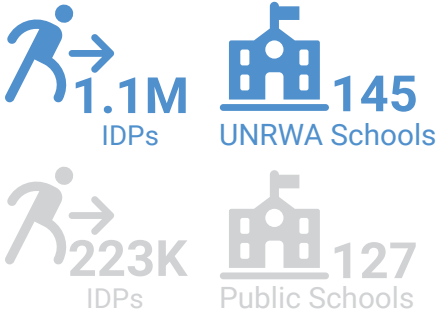 1.1M
IDPs
145
UNRWA Schools
223K
IDPs
127
Public Schools